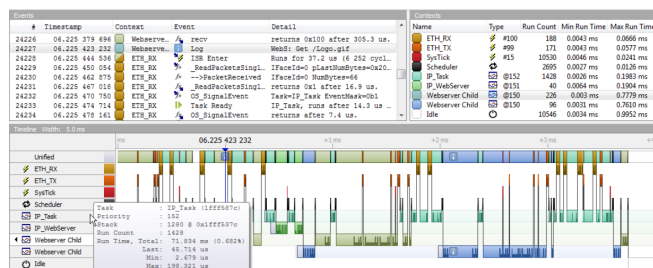 Events
# Timestamp Context Event Detail
24226 06.225 379 696 Webserve... recv returns 0x100 after 305.3 us.
24227 06.225 423 232 Webserve... Log WebS: Get /Logo.gif
24228 06.225 444 536 ETH_RX ISR Enter Runs for 37.2 us (6 252 cycl...
24229 06.225 450 054 ETH_RX _ReadPacketsSingl... IFaceId=0 pLastNumBytes=0x20...
24230 06.225 462 875 ETH_RX -->PacketReceived IFaceId=0 NumBytes=66
24231 06.225 467 018 ETH_RX _ReadPacketsSingl... returns 0x1 after 16.9 us.
24232 06.225 470 750 ETH_RX OS_SignalEvent Task=IP_Task EventMask=0b1
24233 06.225 474 714 ETH_RX Task Ready IP_Task, runs after 14.3 us ...
24234 06.225 478 161 ETH_RX OS_SignalEvent returns after 7.4 us.
Contexts
Name Type Run Count Min Run Time Max Run Time
ETH_RX #100 188 0.0043 ms 0.0666 ms
ETH_TX #99 171 0.0043 ms 0.0577 ms
SysTick #15 10530 0.0046 ms 0.0241 ms
Scheduler 2695 0.0027 ms 0.0126 ms
IP_Task @152 1428 0.0026 ms 0.1983 ms
IP_WebServer @151 40 0.0064 ms 0.1904 ms
Webserver Child @150 226 0.003 ms 0.7779 ms
Webserver Child @150 96 0.0031 ms 0.7610 ms
Idle 10546 0.0034 ms 0.9952 ms
Timeline Width: 5.0 ms
ms 06.225 423 232 +1 ms +2 ms +3 ms
Unified
ETH_RX
ETH_TX
SysTick
Scheduler
IP_Task
IP_WebServer
Webserver Child
Webserver Child
Idle
Task : IP_Task (1fff587c)
Priority : 152
Stack : 1280 @ 0x1fff537c
Run Count : 1428
Run Time, Total: 71.834 ms (0.682%)
Last: 45.714 us
Min: 2.679 us
Max: 198.321 us